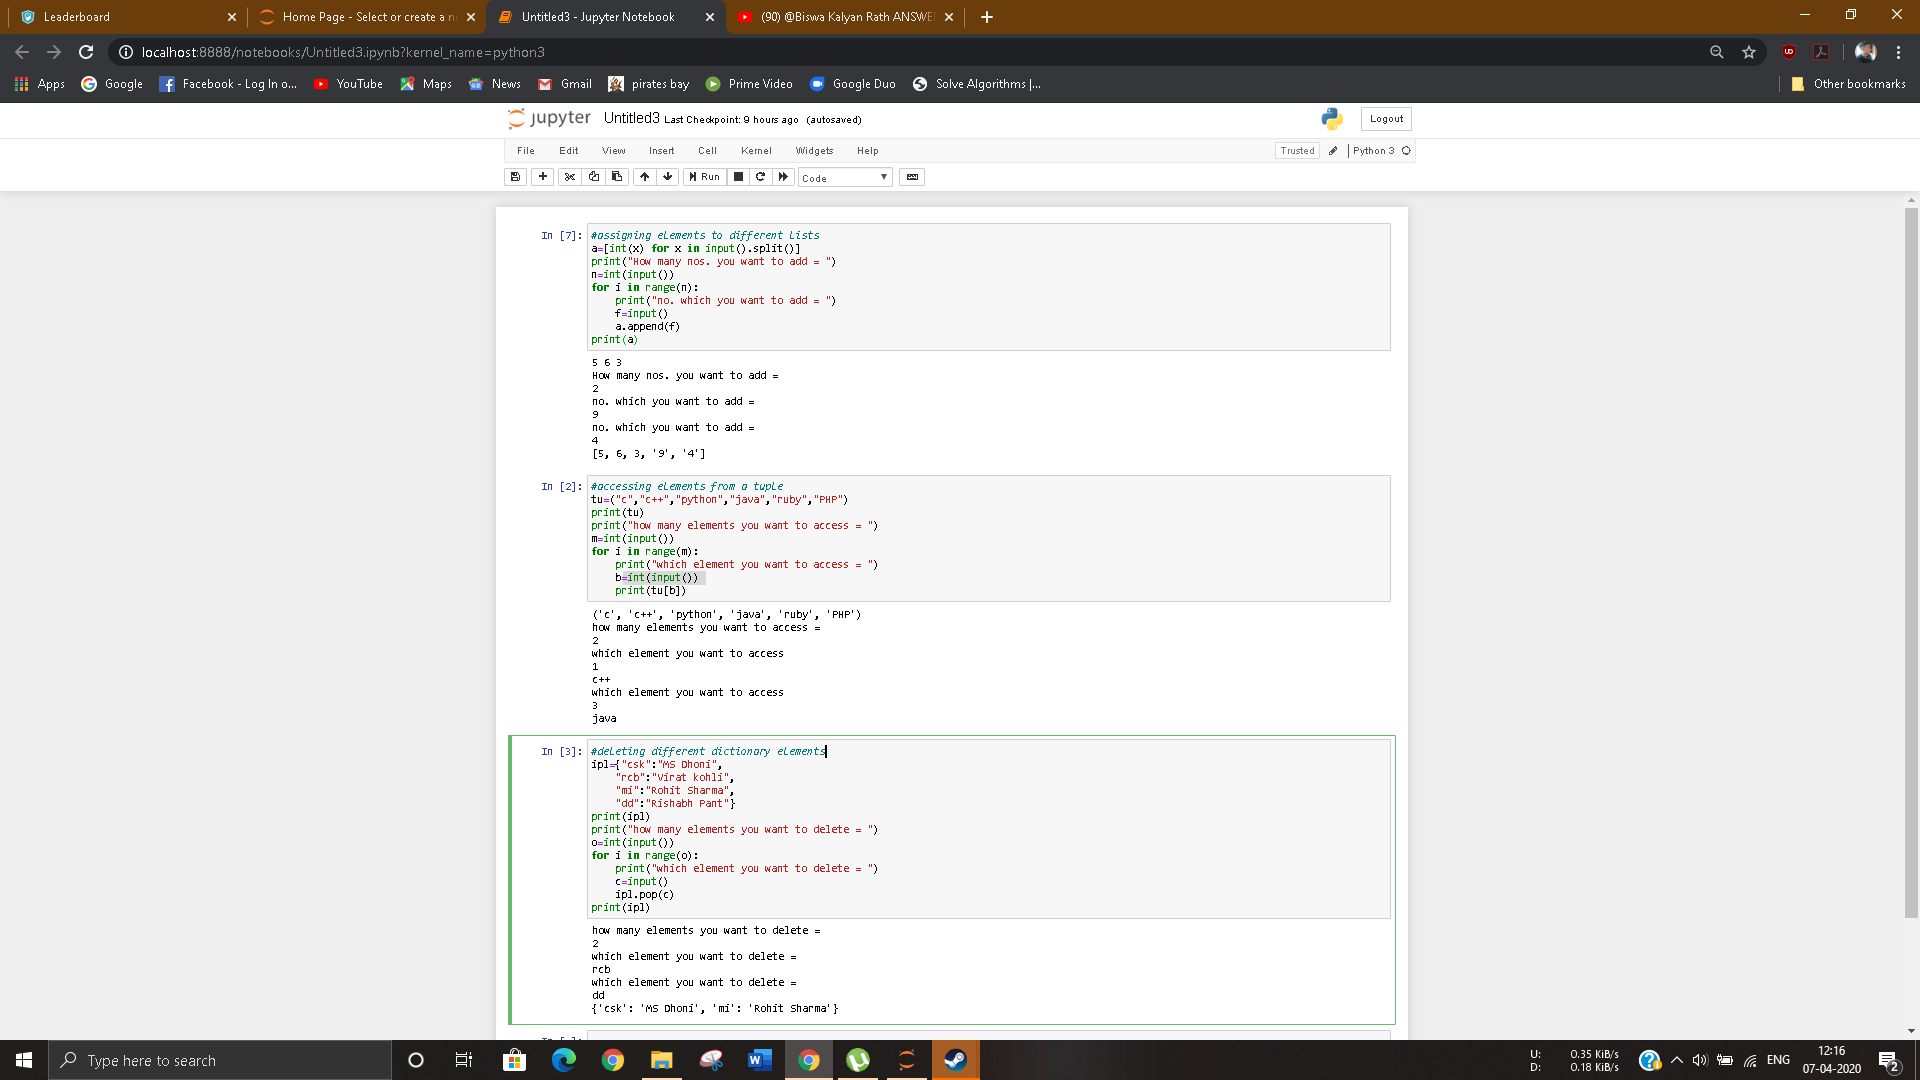 Leaderboard
Home Page - Select or create a n
Untitled3 - Jupyter Notebook
(90) @Biswa Kalyan Rath ANSWE
localhost:8888/notebooks/Untitled3.ipynb?kernel_name=python3
Apps Google Facebook - Log In o... YouTube Maps News Gmail pirates bay Prime Video Google Duo Solve Algorithms |... Other bookmarks
jupyter Untitled3 Last Checkpoint: 9 hours ago (autosaved) Logout
File Edit View Insert Cell Kernel Widgets Help Trusted Python 3
Run Code
In [7]: #assigning elements to different lists
a=[int(x) for x in input().split()]
print("How many nos. you want to add = ")
n=int(input())
for i in range(n):
    print("no. which you want to add = ")
    f=input()
    a.append(f)
print(a)
5 6 3
How many nos. you want to add =
2
no. which you want to add =
9
no. which you want to add =
4
[5, 6, 3, '9', '4']
In [2]: #accessing elements from a tuple
tu=("c","c++","python","java","ruby","PHP")
print(tu)
print("how many elements you want to access = ")
m=int(input())
for i in range(m):
    print("which element you want to access = ")
    b=int(input())
    print(tu[b])
('c', 'c++', 'python', 'java', 'ruby', 'PHP')
how many elements you want to access =
2
which element you want to access
1
c++
which element you want to access
3
java
In [3]: #deleting different dictionary elements
ipl={"csk":"MS Dhoni",
    "rcb":"Virat kohli",
    "mi":"Rohit Sharma",
    "dd":"Rishabh Pant"}
print(ipl)
print("how many elements you want to delete = ")
o=int(input())
for i in range(o):
    print("which element you want to delete = ")
    c=input()
    ipl.pop(c)
print(ipl)
how many elements you want to delete =
2
which element you want to delete =
rcb
which element you want to delete =
dd
{'csk': 'MS Dhoni', 'mi': 'Rohit Sharma'}
Type here to search
U: 0.35 KiB/s
D: 0.18 KiB/s
ENG
12:16
07-04-2020
2